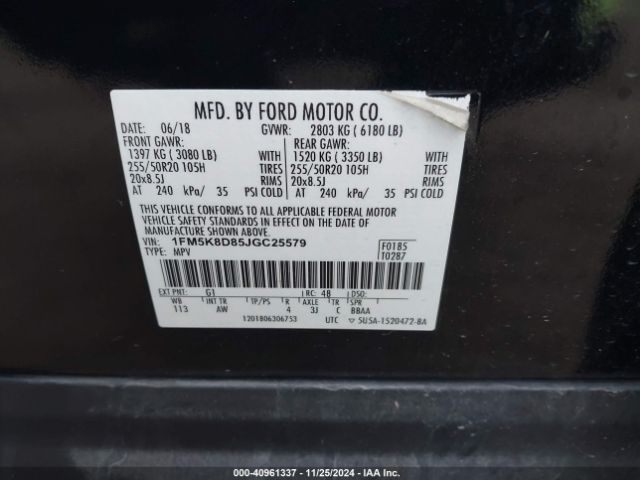 MFD. BY FORD MOTOR CO.
DATE: 06/18 GVWR: 2803 KG ( 6180 LB)
FRONT GAWR: REAR GAWR:
1397 KG ( 3080 LB) WITH 1520 KG ( 3350 LB) WITH
255/50R20 105H TIRES 255/50R20 105H TIRES
20x8.5J RIMS 20x8.5J RIMS
AT 240 kPa/ 35 PSI COLD AT 240 kPa/ 35 PSI COLD
THIS VEHICLE CONFORMS TO ALL APPLICABLE FEDERAL MOTOR
VEHICLE SAFETY AND BUMPER STANDARDS IN EFFECT ON THE DATE OF
MANUFACTURE SHOWN ABOVE.
VIN: 1FM5K8D85JGC25579 F0185
TYPE: MPV T0287
EXT PNT: G1 RC: 48 DSO:
WB INT TR TP/PS R AXLE TR SPR
113 AW 4 3J C BBAA
1201806306753 UTC ▽ 5U5A-1520472-BA
000-40961337 - 11/25/2024 - IAA INC.